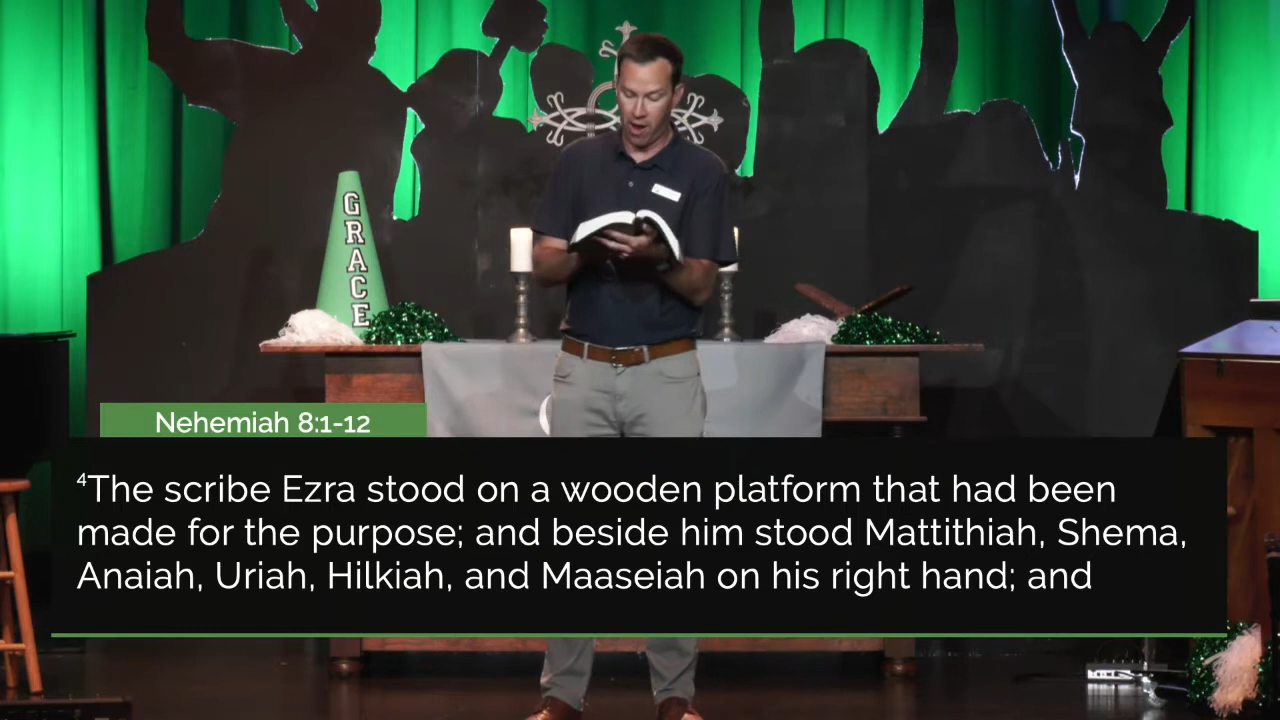 GRACE
Nehemiah 8:1-12
⁴The scribe Ezra stood on a wooden platform that had been
made for the purpose; and beside him stood Mattithiah, Shema,
Anaiah, Uriah, Hilkiah, and Maaseiah on his right hand; and